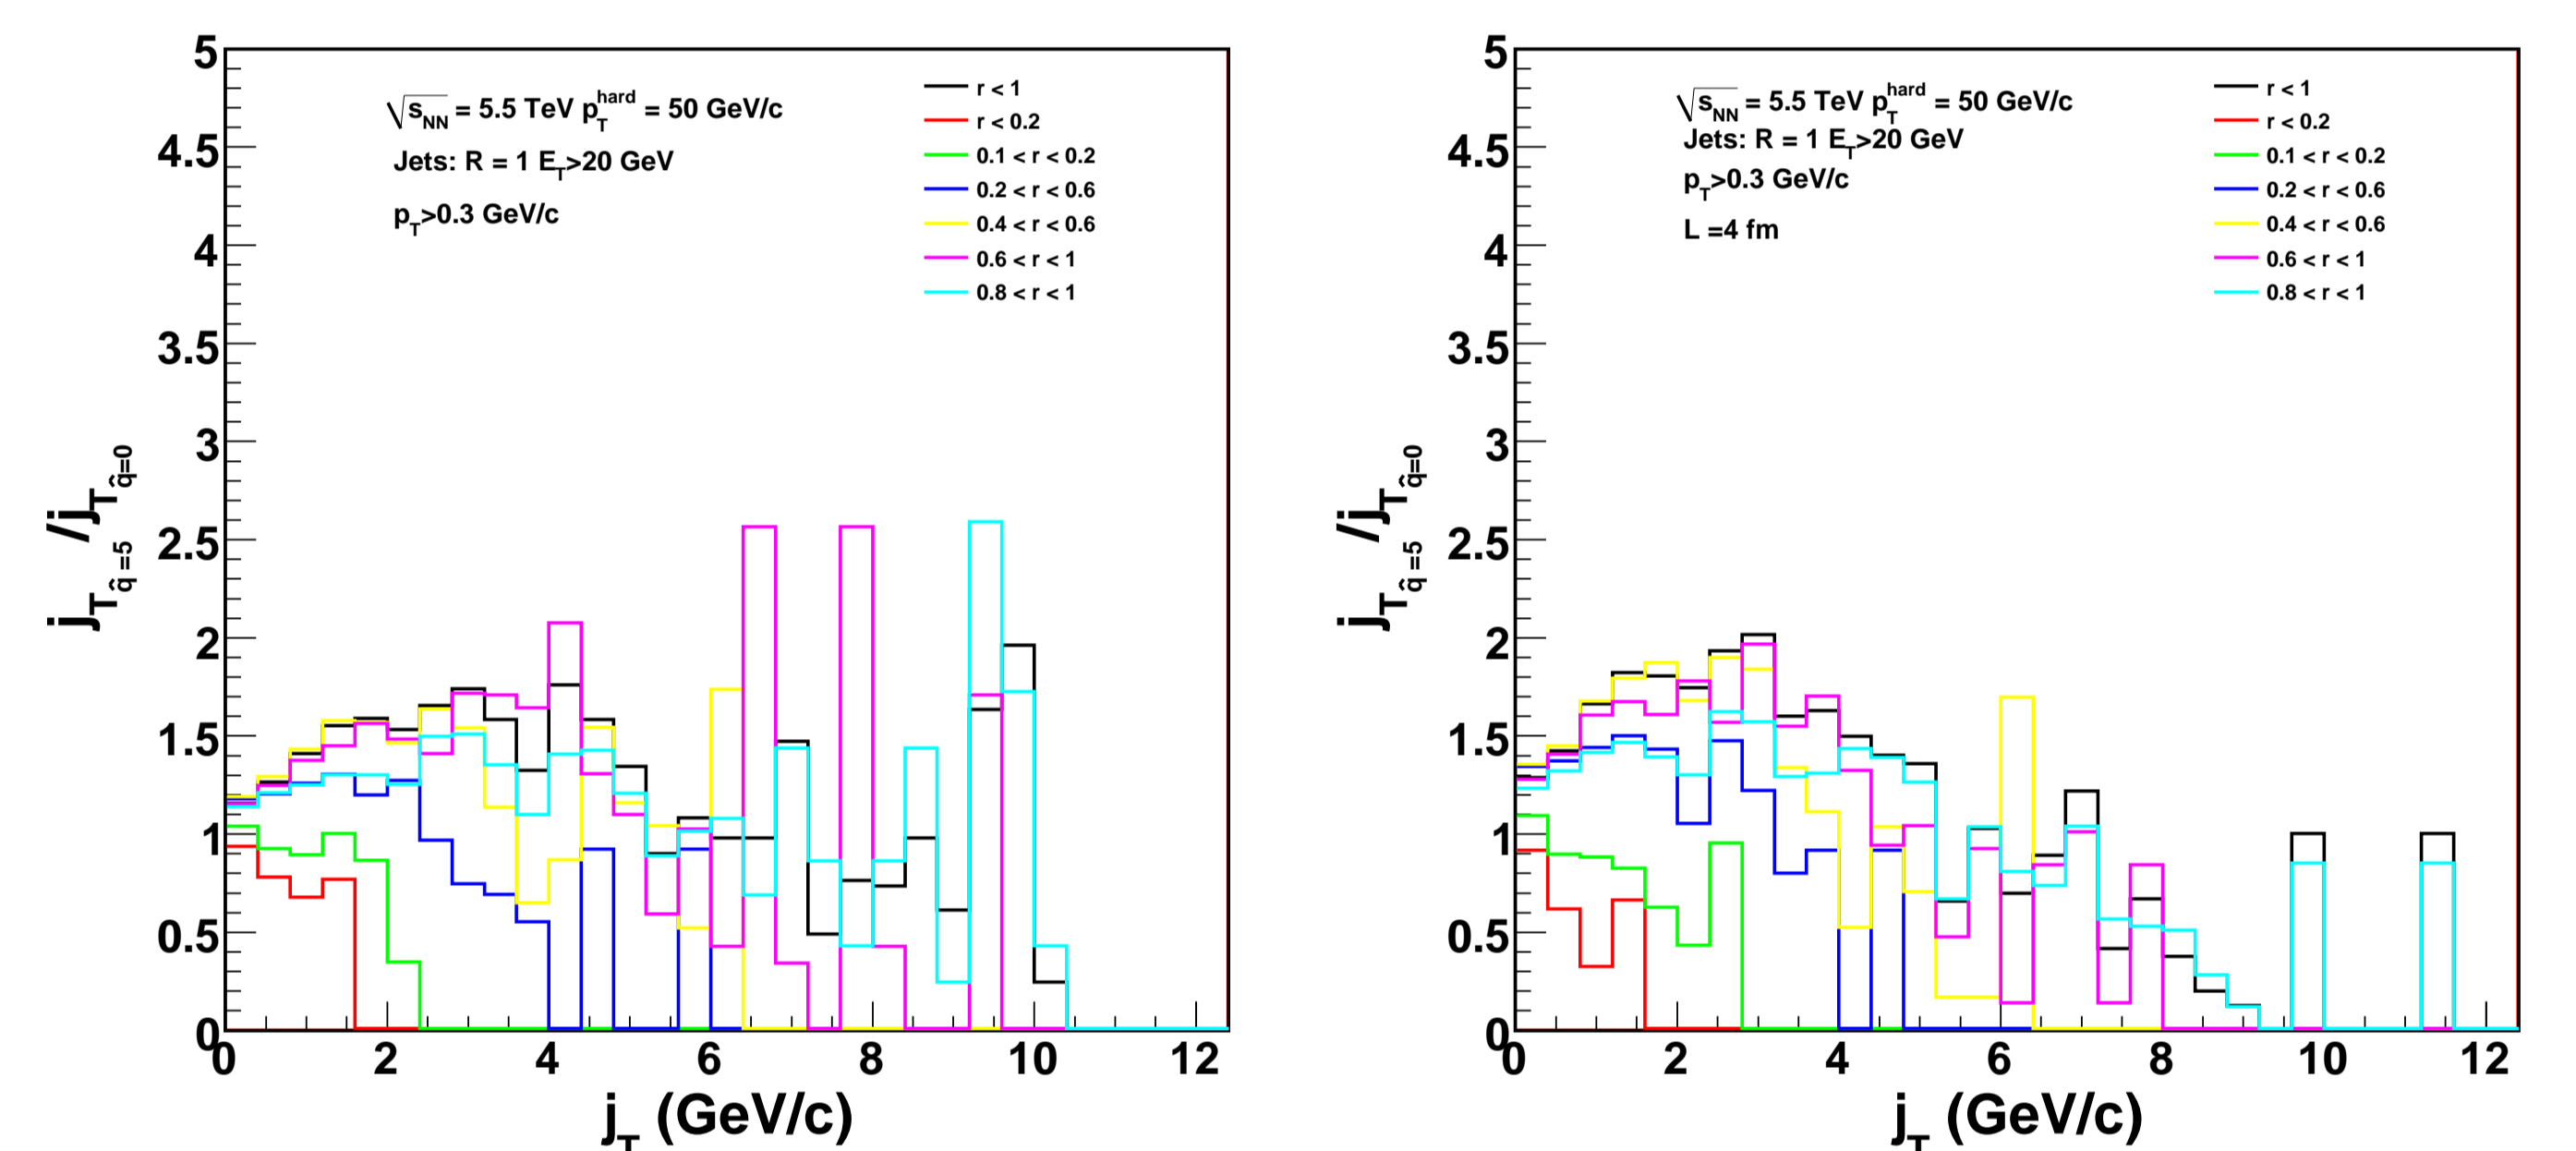 5
4.5
4
3.5
3
2.5
2
1.5
1
0.5
0
0 2 4 6 8 10 12
j_T (GeV/c)
j_T q̂ =5 /j_T q̂=0
√s_NN = 5.5 TeV p_T^hard = 50 GeV/c
Jets: R = 1 E_T>20 GeV
p_T>0.3 GeV/c
r < 1
r < 0.2
0.1 < r < 0.2
0.2 < r < 0.6
0.4 < r < 0.6
0.6 < r < 1
0.8 < r < 1
5
4.5
4
3.5
3
2.5
2
1.5
1
0.5
0
0 2 4 6 8 10 12
j_T (GeV/c)
j_T q̂ =5 /j_T q̂=0
√s_NN = 5.5 TeV p_T^hard = 50 GeV/c
Jets: R = 1 E_T>20 GeV
p_T>0.3 GeV/c
L =4 fm
r < 1
r < 0.2
0.1 < r < 0.2
0.2 < r < 0.6
0.4 < r < 0.6
0.6 < r < 1
0.8 < r < 1